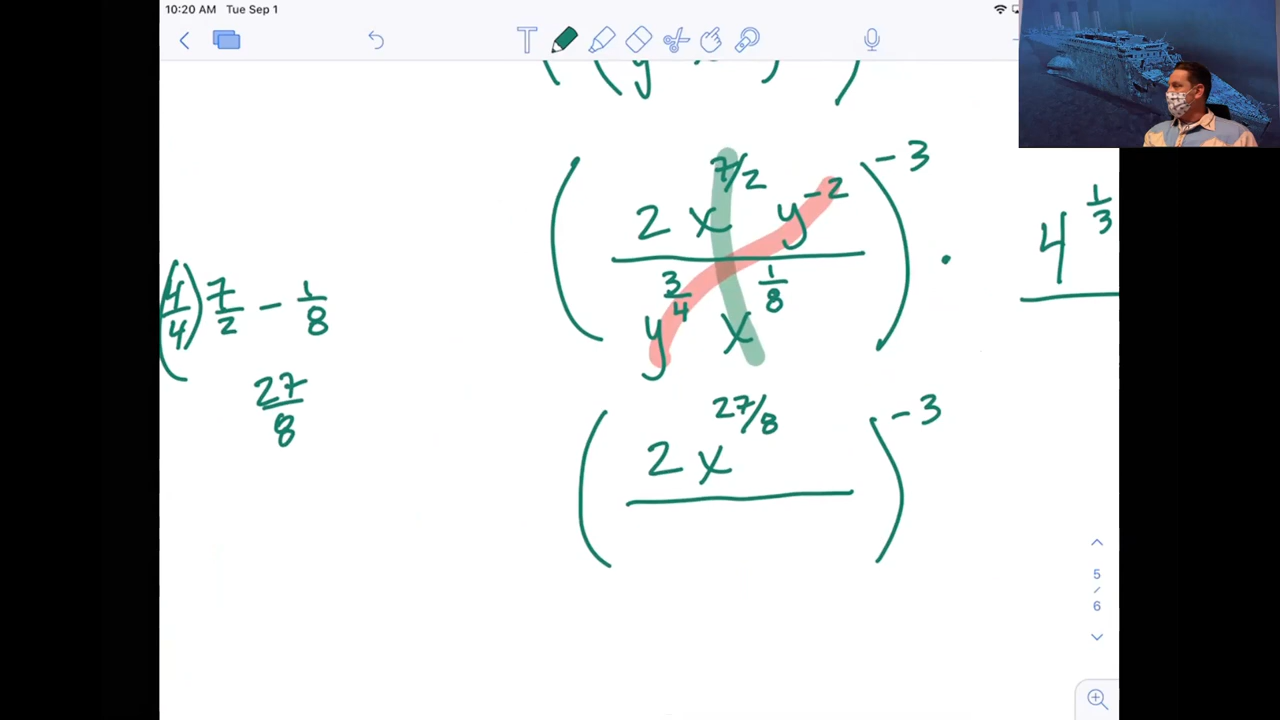 10:20 AM Tue Sep 1
T
(y
( 2 x^{7/2} y^{-2} / y^{3/4} x^{1/8} )^{-3} · 4^{1/3}
(4/4) 7/2 - 1/8
27/8
( 2 x^{27/8} / )^{-3}
5
/
6